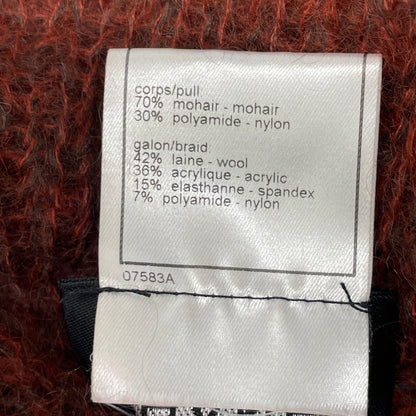 corps/pull
70% mohair - mohair
30% polyamide - nylon
galon/braid
42% laine - wool
36% acrylique - acrylic
15% elasthanne - spandex
7% polyamide - nylon
07583A